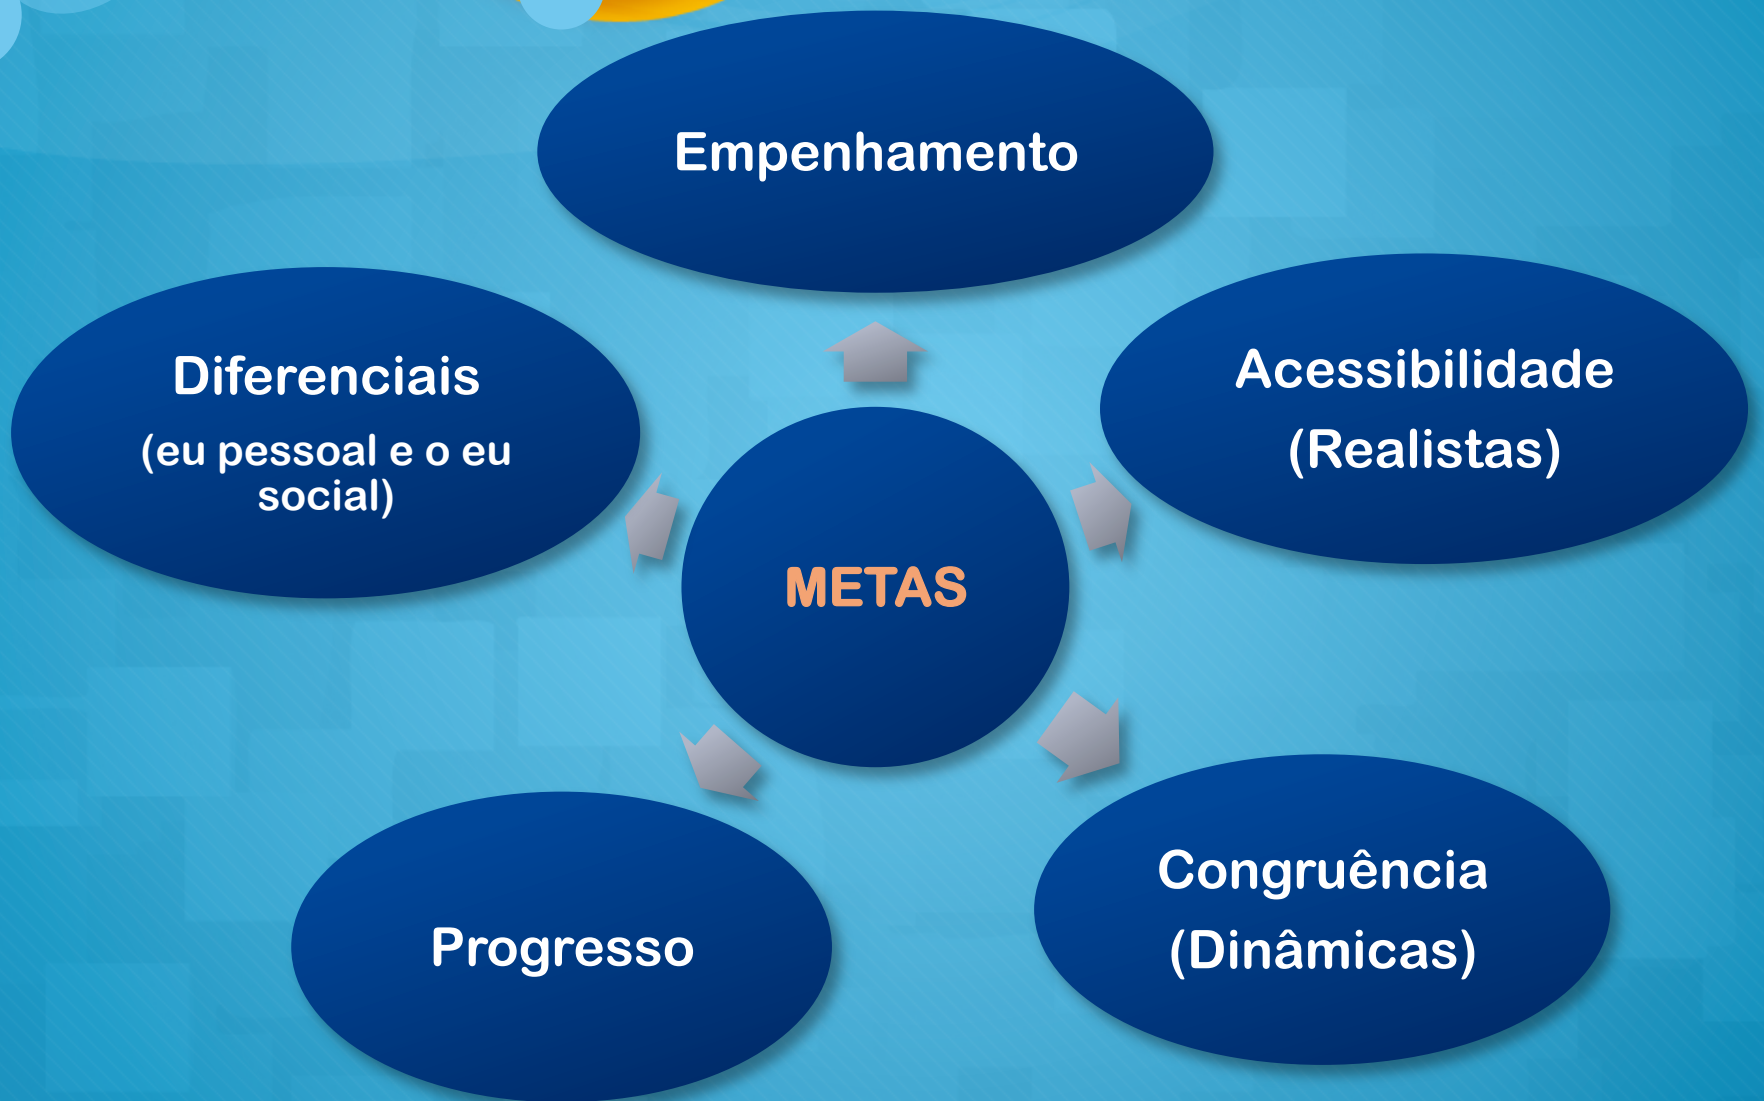 Empenhamento
Diferenciais
(eu pessoal e o eu
social)
Acessibilidade
(Realistas)
METAS
Progresso
Congruência
(Dinâmicas)